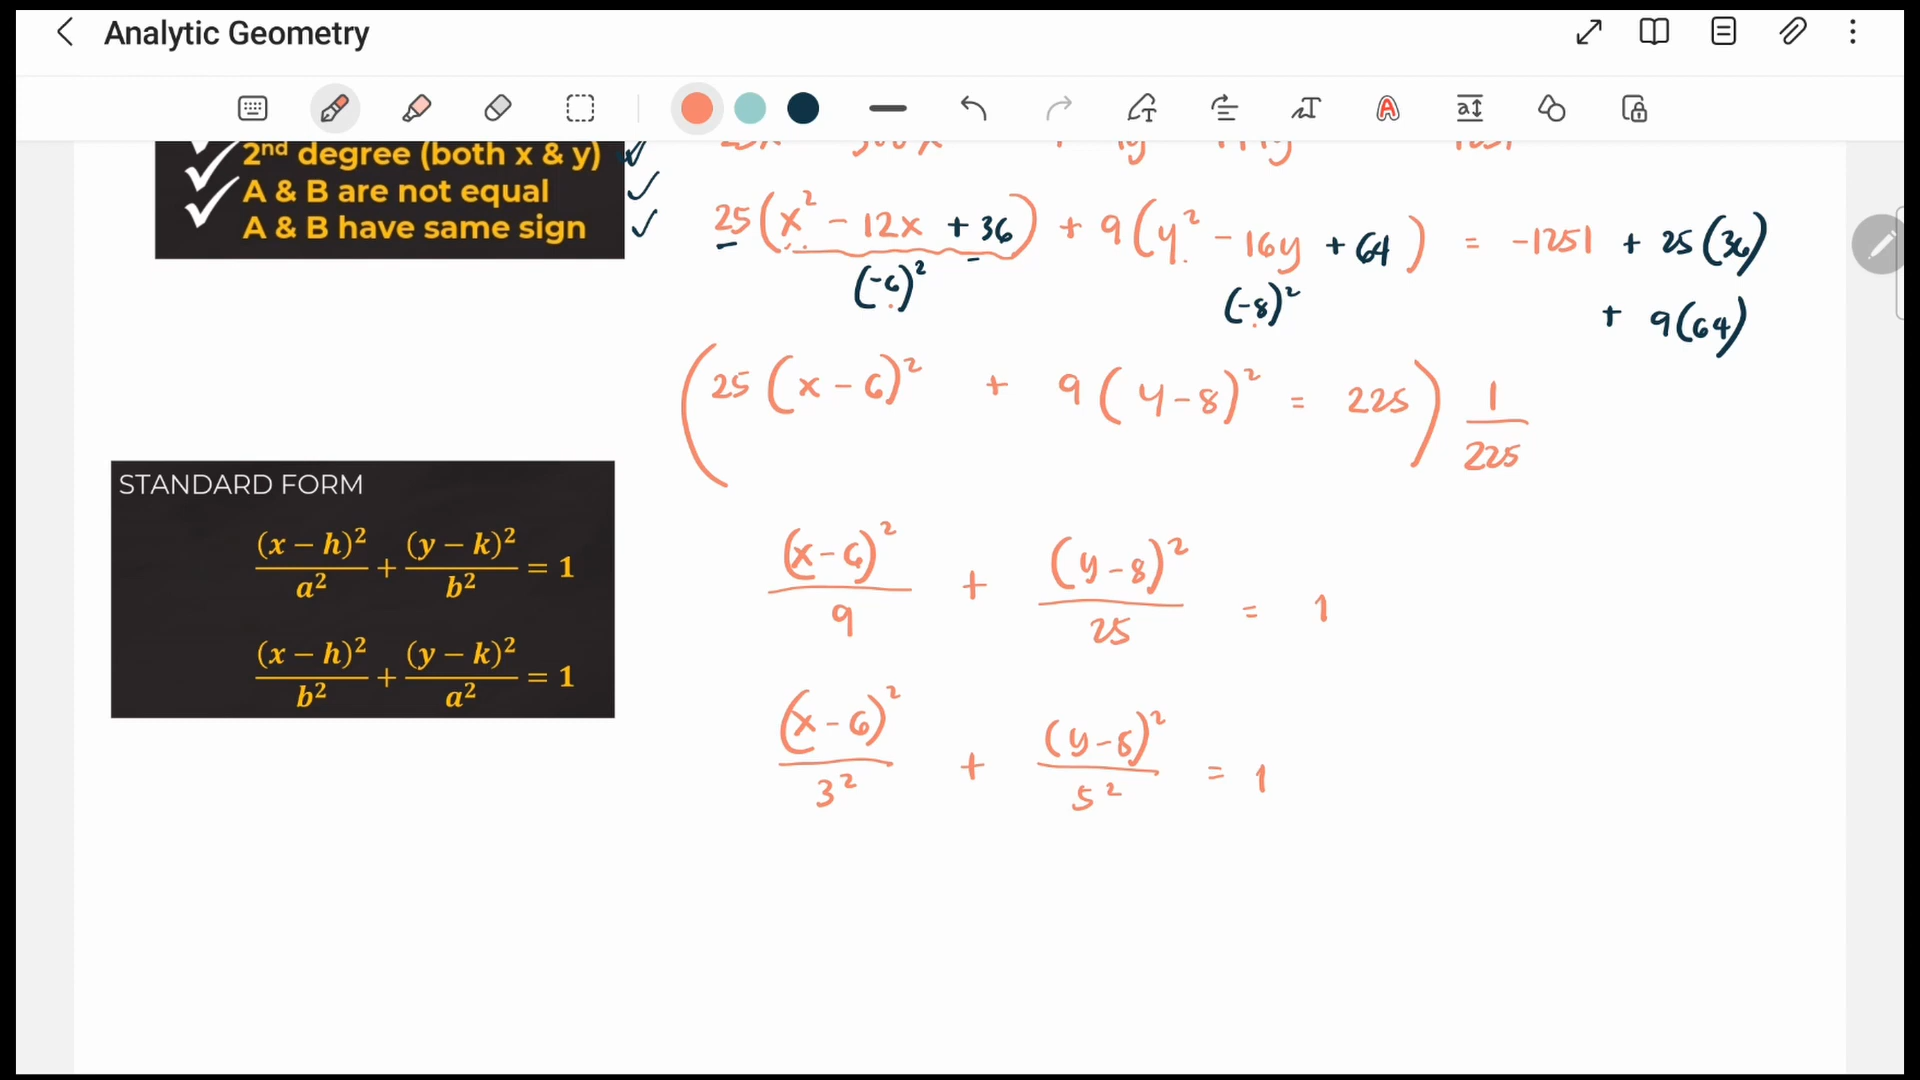 Analytic Geometry
2nd degree (both x & y)
A & B are not equal
A & B have same sign
25(x² - 12x + 36) + 9(y² - 16y + 64) = -1251 + 25(36)
(-6)² (-8)² + 9(64)
(25(x-6)² + 9(y-8)² = 225) 1/225
STANDARD FORM
(x − h)²/a² + (y − k)²/b² = 1
(x − h)²/b² + (y − k)²/a² = 1
(x-6)²/9 + (y-8)²/25 = 1
(x-6)²/3² + (y-8)²/5² = 1